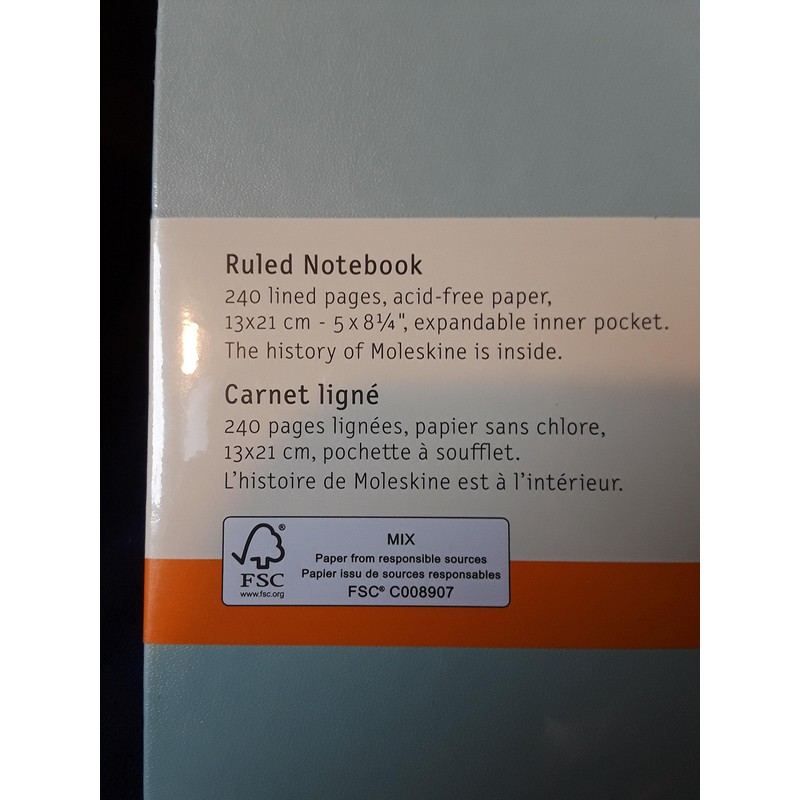 Ruled Notebook
240 lined pages, acid-free paper,
13x21 cm - 5 x 8¼", expandable inner pocket.
The history of Moleskine is inside.
Carnet ligné
240 pages lignées, papier sans chlore,
13x21 cm, pochette à soufflet.
L'histoire de Moleskine est à l'intérieur.
®
FSC
www.fsc.org
MIX
Paper from responsible sources
Papier issu de sources responsables
FSC® C008907